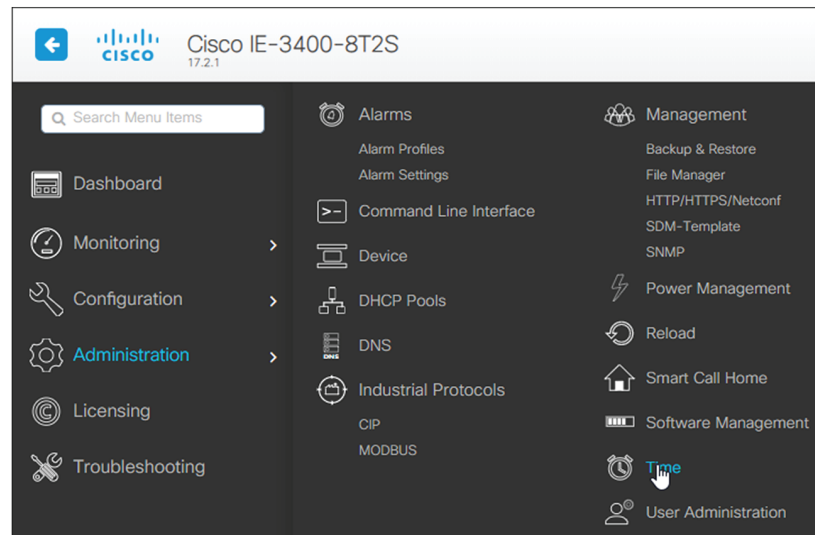 CISCO
Cisco IE-3400-8T2S
17.2.1
Search Menu Items
Dashboard
Monitoring
Configuration
Administration
Licensing
Troubleshooting
Alarms
Alarm Profiles
Alarm Settings
Command Line Interface
Device
DHCP Pools
DNS
DNS
Industrial Protocols
CIP
MODBUS
Management
Backup & Restore
File Manager
HTTP/HTTPS/Netconf
SDM-Template
SNMP
Power Management
Reload
Smart Call Home
Software Management
Time
User Administration